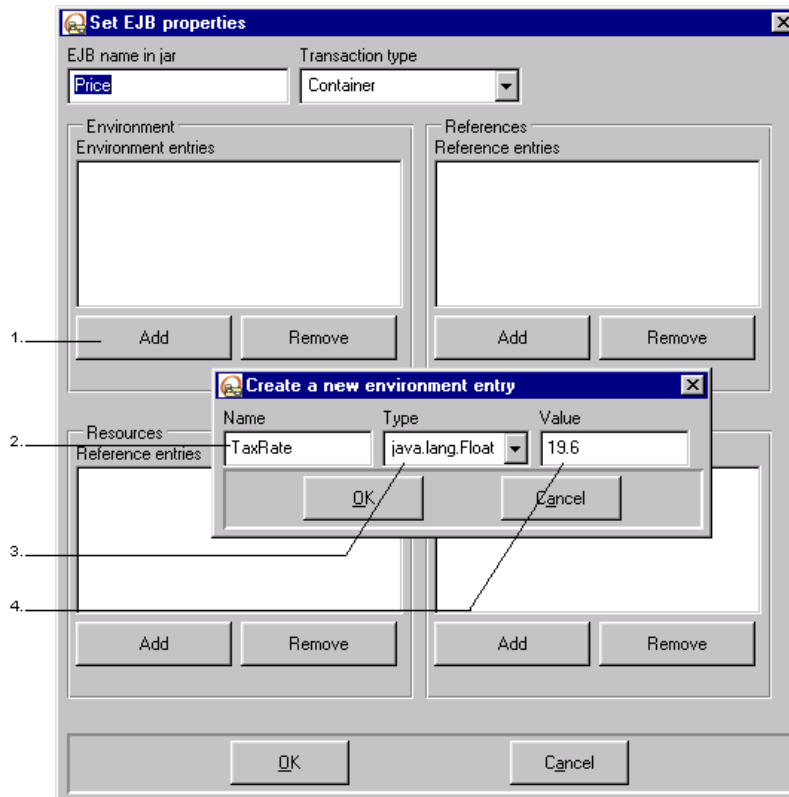 Set EJB properties
EJB name in jar Transaction type
Price Container
Environment References
Environment entries Reference entries
1. Add Remove Add Remove
Create a new environment entry
Name Type Value
2. TaxRate java.lang.Float 19.6
Resources
Reference entries
OK Cancel
3.
4.
Add Remove Add Remove
OK Cancel